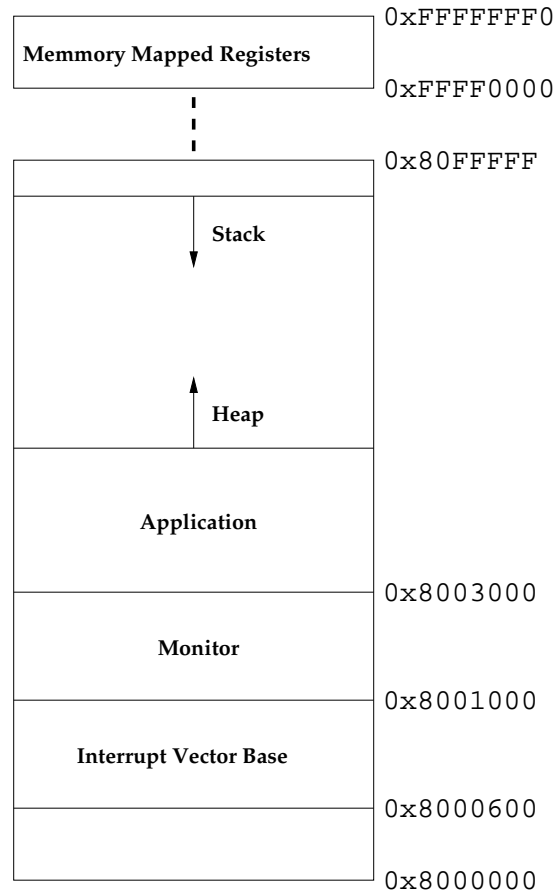 0xFFFFFFF0
Memmory Mapped Registers
0xFFFF0000
0x80FFFFF
Stack
Heap
Application
0x8003000
Monitor
0x8001000
Interrupt Vector Base
0x8000600
0x8000000